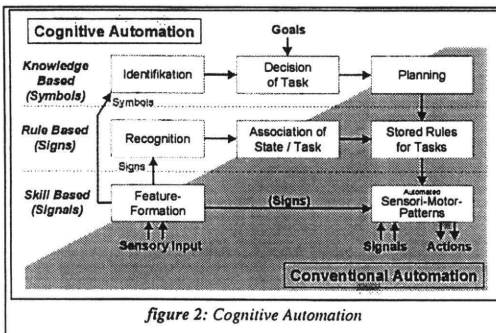 Cognitive Automation
Goals
Knowledge
Based
(Symbols)
Identifikation
Decision
of Task
Planning
Symbols
Rule Based
(Signs)
Recognition
Association of
State / Task
Stored Rules
for Tasks
Signs
Skill Based
(Signals)
Feature-
Formation
(Signs)
Automated
Sensori-Motor-
Patterns
Sensory Input
Signals
Actions
Conventional Automation
figure 2: Cognitive Automation